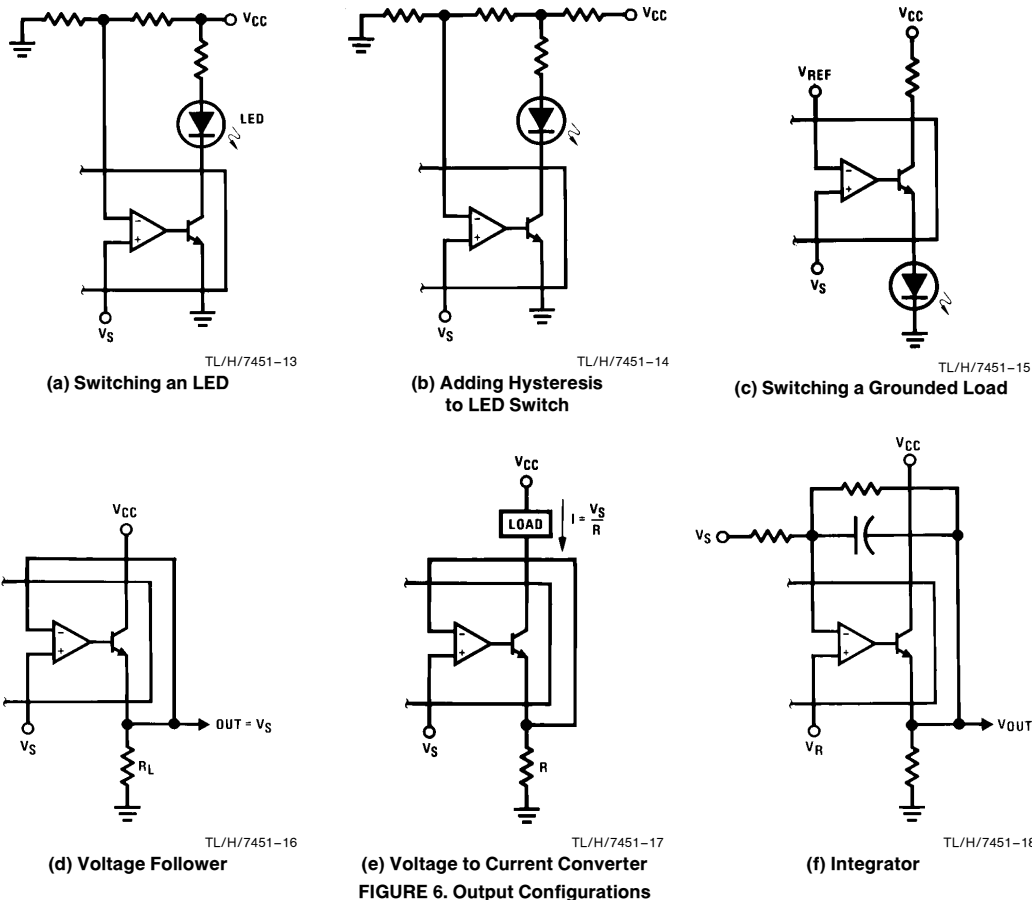 VCC
LED
- +
VS
TL/H/7451–13
(a) Switching an LED
VCC
- +
VS
TL/H/7451–14
(b) Adding Hysteresis
to LED Switch
VCC
VREF
- +
VS
TL/H/7451–15
(c) Switching a Grounded Load
VCC
- +
VS
OUT = VS
RL
TL/H/7451–16
(d) Voltage Follower
VCC
LOAD
I = VS
R
- +
VS
R
TL/H/7451–17
(e) Voltage to Current Converter
VCC
VS
- +
VR
VOUT
TL/H/7451–18
(f) Integrator
FIGURE 6. Output Configurations